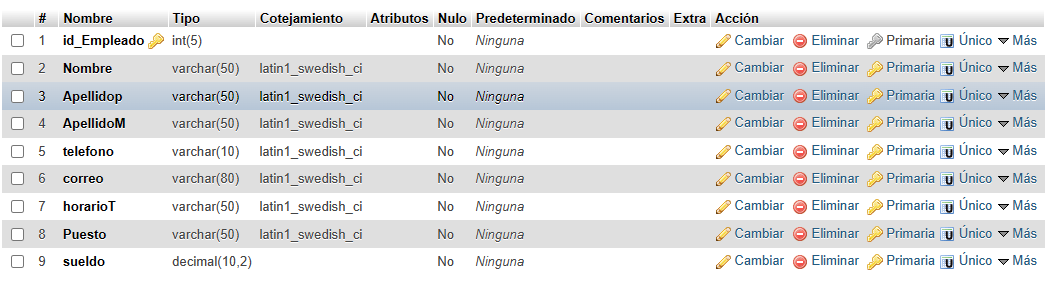 # Nombre Tipo Cotejamiento Atributos Nulo Predeterminado Comentarios Extra Acción
1 id_Empleado int(5) No Ninguna Cambiar Eliminar Primaria Único Más
2 Nombre varchar(50) latin1_swedish_ci No Ninguna Cambiar Eliminar Primaria Único Más
3 Apellidop varchar(50) latin1_swedish_ci No Ninguna Cambiar Eliminar Primaria Único Más
4 ApellidoM varchar(50) latin1_swedish_ci No Ninguna Cambiar Eliminar Primaria Único Más
5 telefono varchar(10) latin1_swedish_ci No Ninguna Cambiar Eliminar Primaria Único Más
6 correo varchar(80) latin1_swedish_ci No Ninguna Cambiar Eliminar Primaria Único Más
7 horarioT varchar(50) latin1_swedish_ci No Ninguna Cambiar Eliminar Primaria Único Más
8 Puesto varchar(50) latin1_swedish_ci No Ninguna Cambiar Eliminar Primaria Único Más
9 sueldo decimal(10,2) No Ninguna Cambiar Eliminar Primaria Único Más